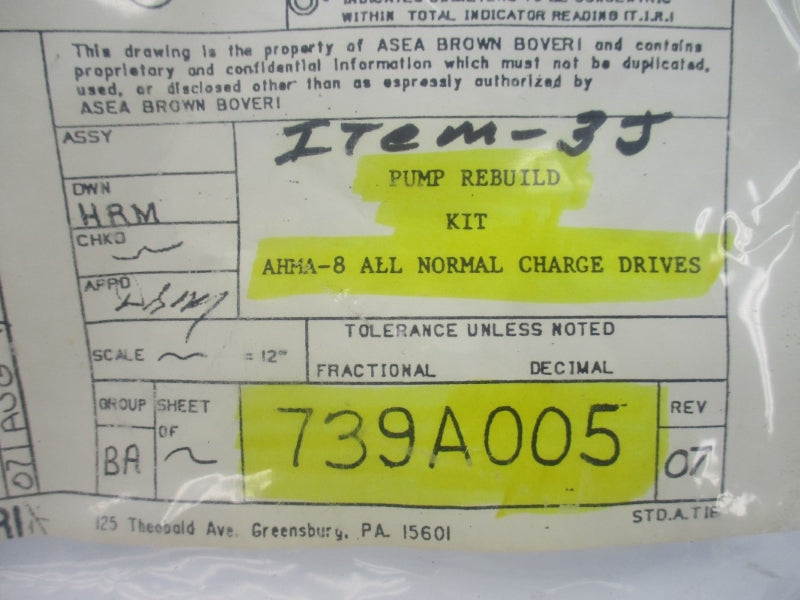 WITHIN TOTAL INDICATOR READING (T.I.R.)
This drawing is the property of ASEA BROWN BOVERI and contains
proprietary and confidential information which must not be duplicated,
used, or disclosed other than as espressly authorized by
ASEA BROWN BOVERI
ITem-3J
ASSY
PUMP REBUILD
DWN
HRM
KIT
CHKD
AHMA-8 ALL NORMAL CHARGE DRIVES
APPD
TOLERANCE UNLESS NOTED
SCALE ~ = 12"
FRACTIONAL DECIMAL
GROUP SHEET
OF
739A005
REV
BA
~
07
07 AUG
STD.A.T1E
125 Theobald Ave. Greensburg, PA. 15601